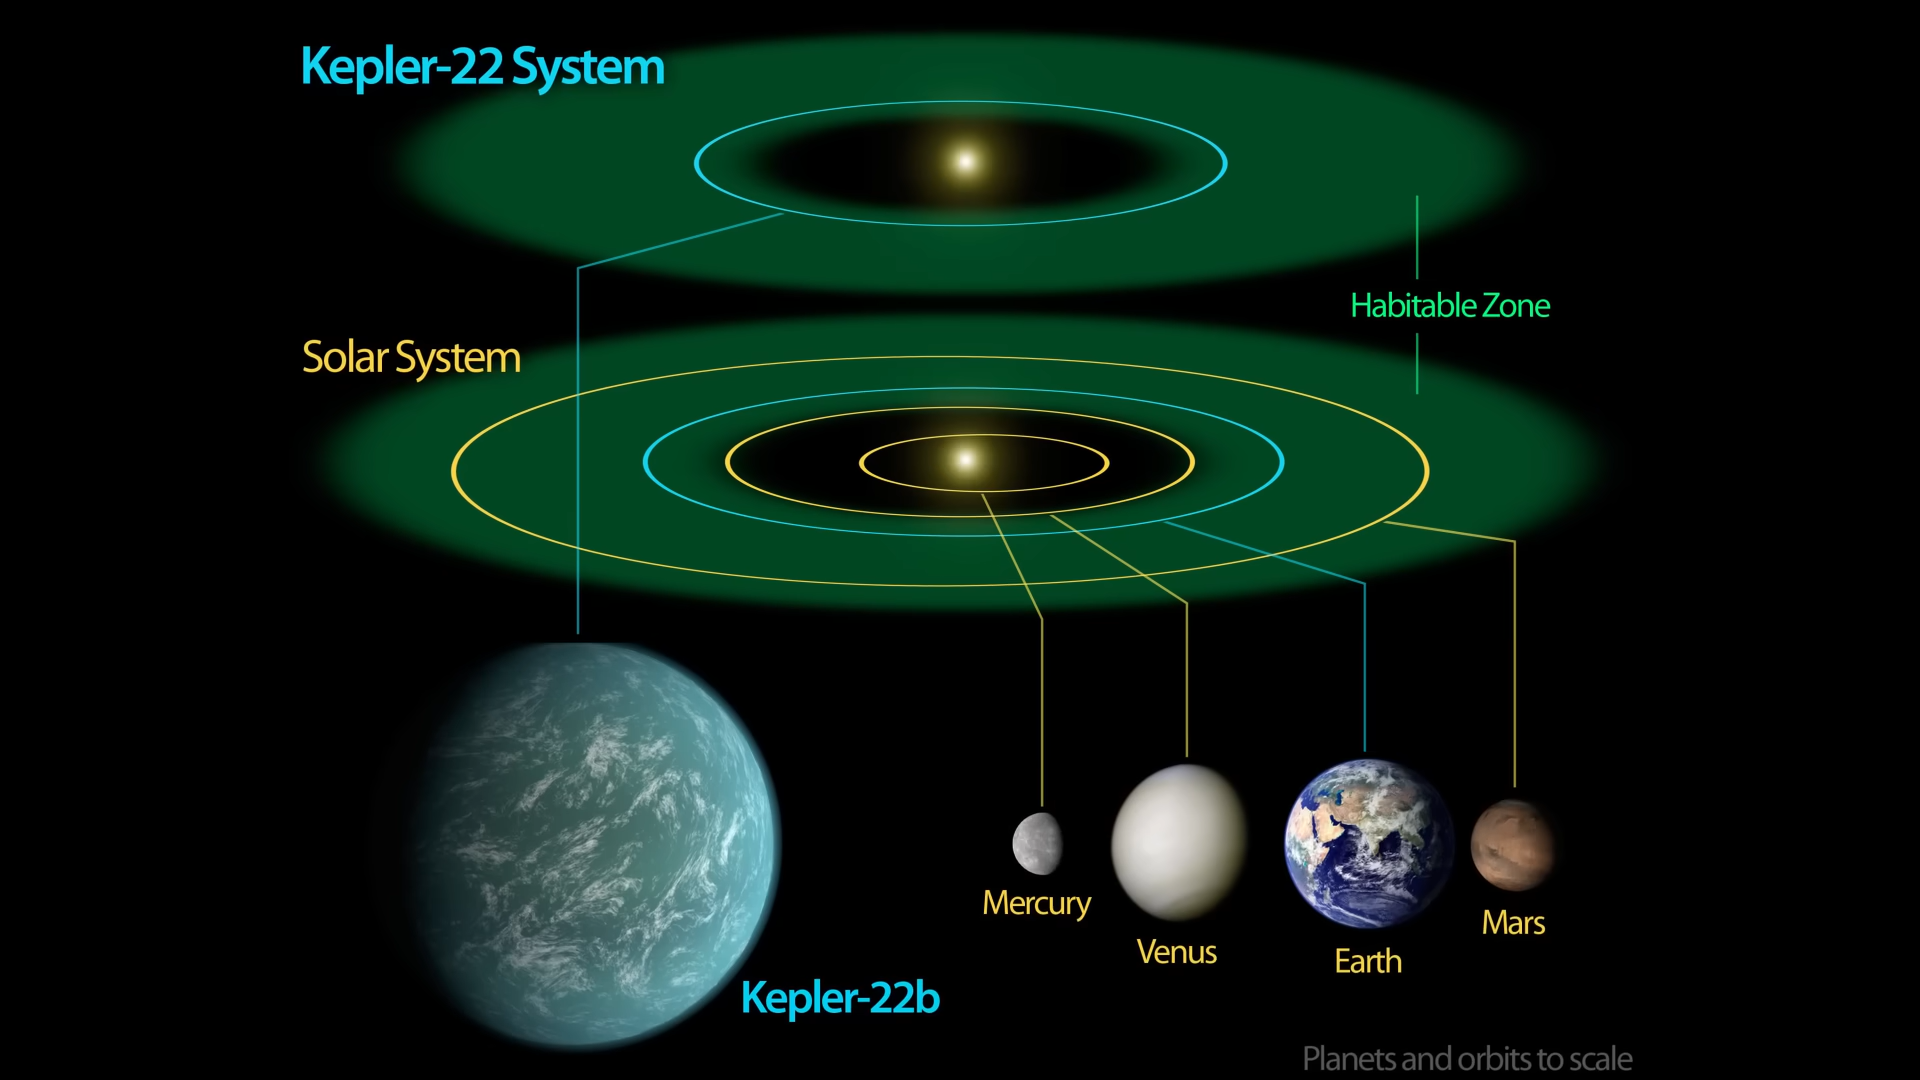 Kepler-22 System
Habitable Zone
Solar System
Mercury
Venus
Earth
Mars
Kepler-22b
Planets and orbits to scale